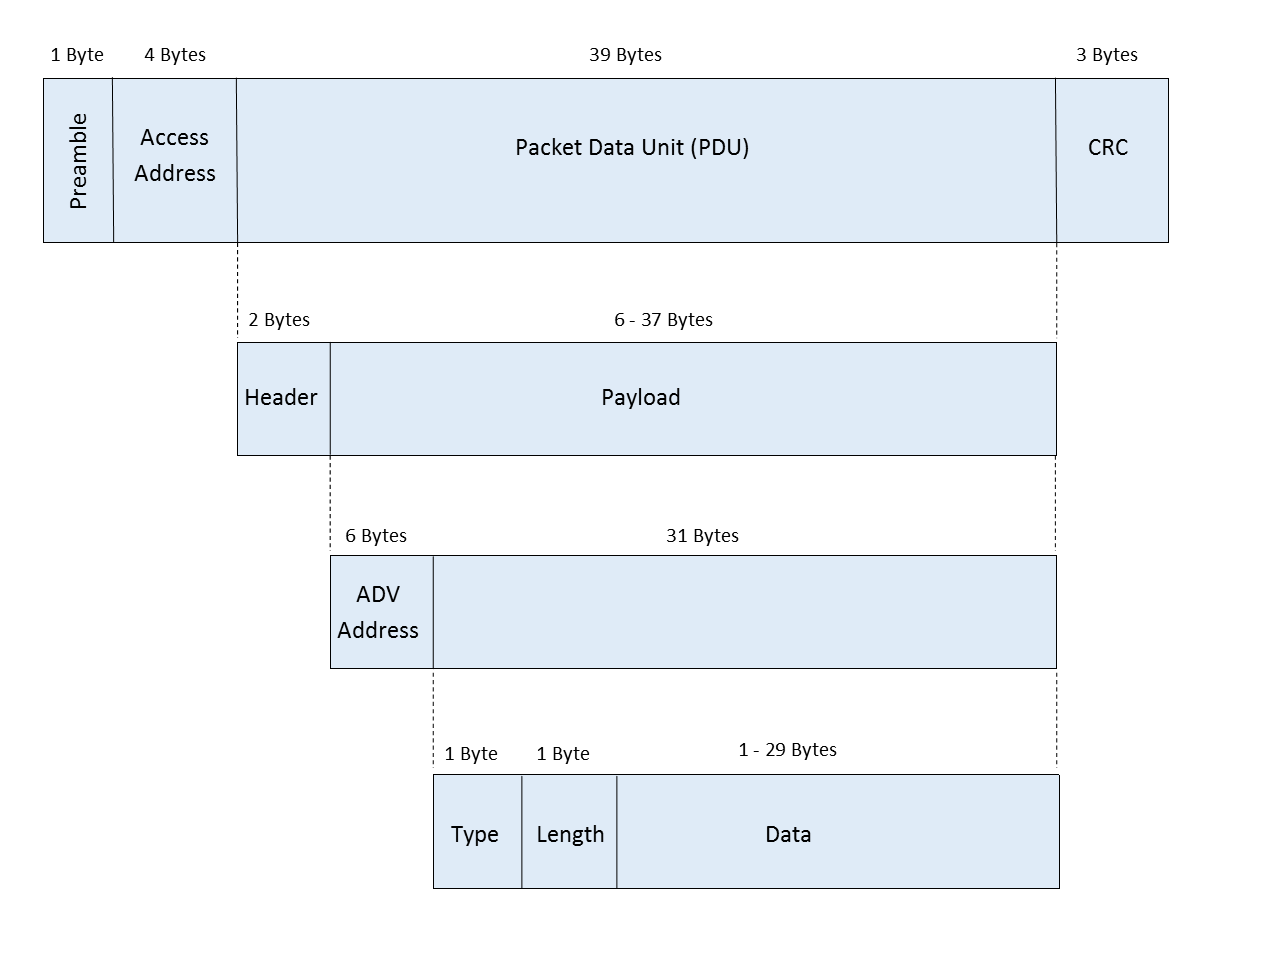 1 Byte
4 Bytes
39 Bytes
3 Bytes
Preamble
Access
Address
Packet Data Unit (PDU)
CRC
2 Bytes
6 - 37 Bytes
Header
Payload
6 Bytes
31 Bytes
ADV
Address
1 Byte
1 Byte
1 - 29 Bytes
Type
Length
Data